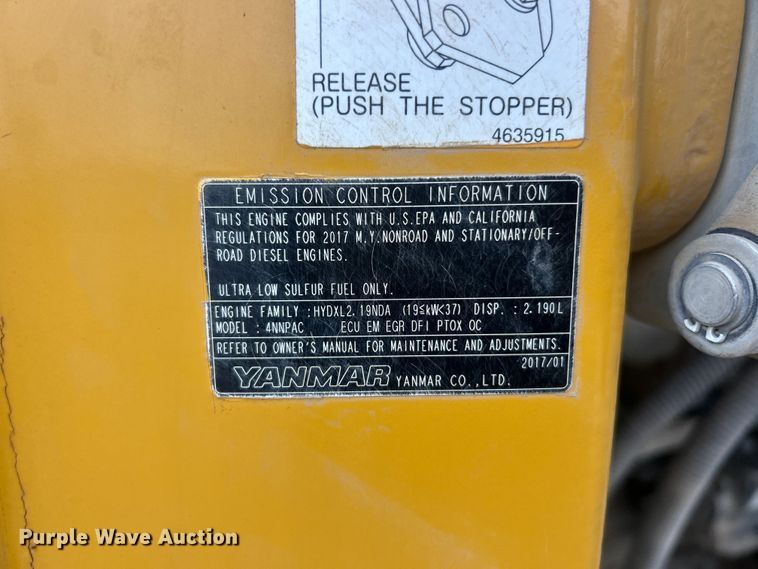 RELEASE
(PUSH THE STOPPER)
4635915
EMISSION CONTROL INFORMATION
THIS ENGINE COMPLIES WITH U.S.EPA AND CALIFORNIA
REGULATIONS FOR 2017 M,Y.NONROAD AND STATIONARY/OFF-
ROAD DIESEL ENGINES.
ULTRA LOW SULFUR FUEL ONLY.
ENGINE FAMILY :HYDXL2.19NDA (19≤kW<37) DISP. : 2.190L
MODEL : 4NNPAC ECU EM EGR DFI PTOX OC
REFER TO OWNER'S MANUAL FOR MAINTENANCE AND ADJUSTMENTS.
2017/01
YANMAR YANMAR CO.,LTD.
Purple Wave Auction